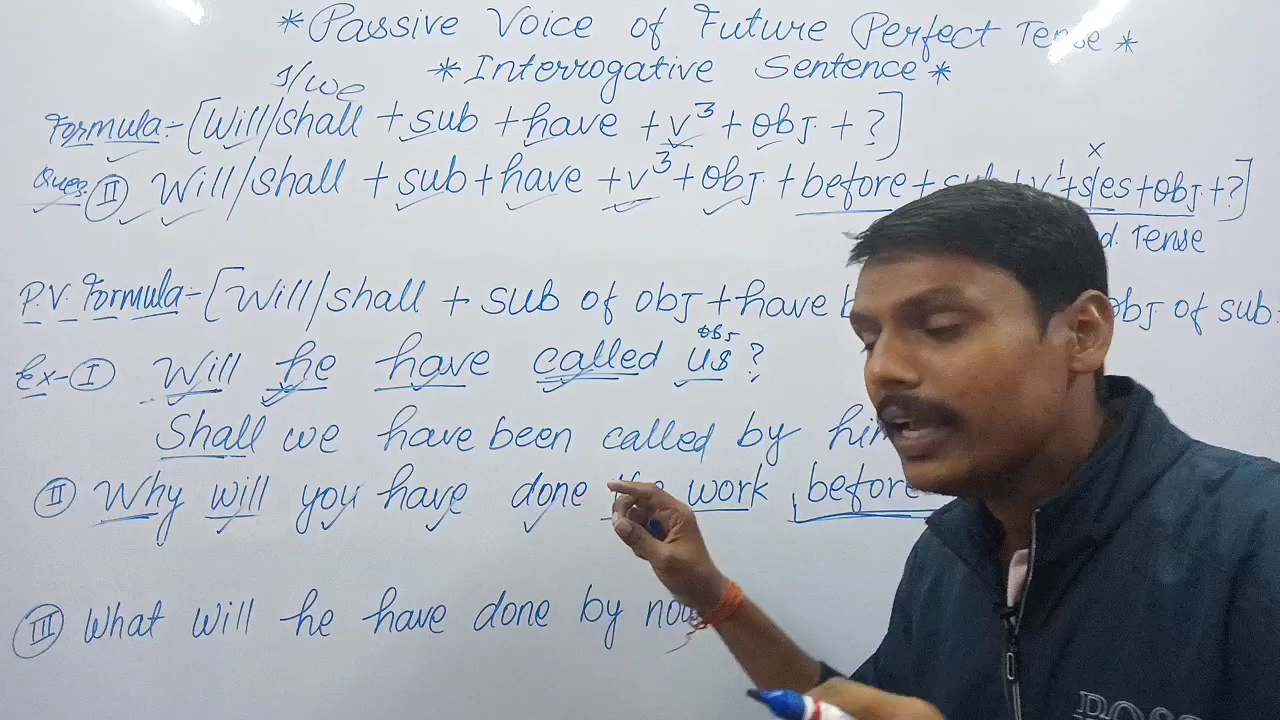 *Passive Voice of Future Perfect Tense*
*Interrogative Sentence*
I/we
Formula:-[Will/shall + sub + have + v³ + obj. + ?]
x
Ques. II Will/shall + sub + have + v³ + obj. + before + sub + v¹ + s/es + obj. + ?]
Tense
P.V. Formula:-[Will/shall + sub of obj + have obj of sub.
obj
Ex-I Will he have called us?
Shall we have been called by him
II Why will you have done the work, before
III What will he have done by now
BOSS